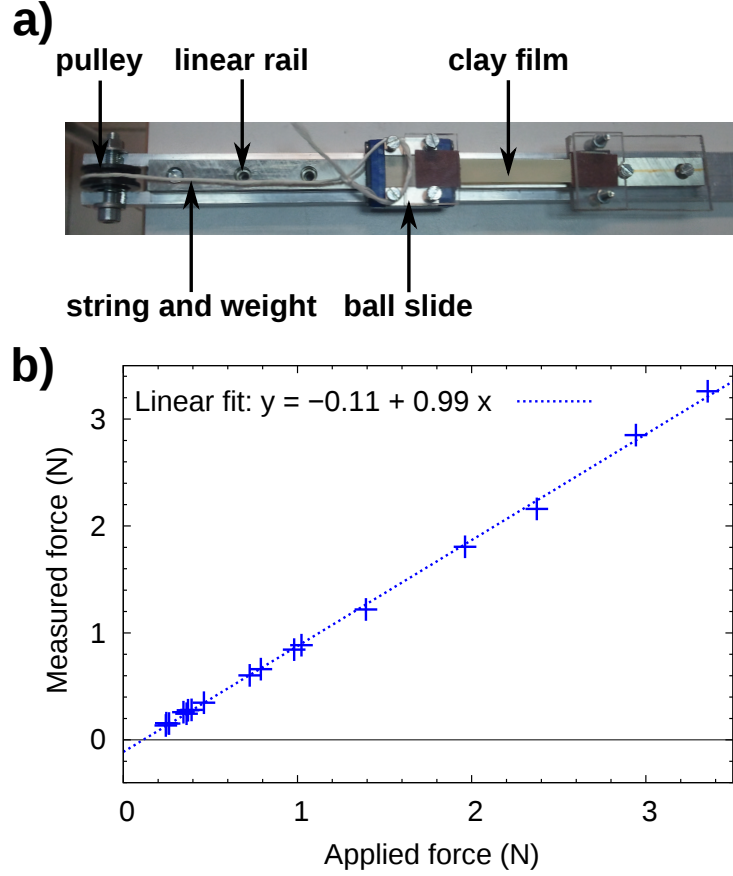 a)
pulley linear rail clay film
string and weight ball slide
b)
Linear fit: y = −0.11 + 0.99 x
3
2
1
0
0 1 2 3
Measured force (N)
Applied force (N)